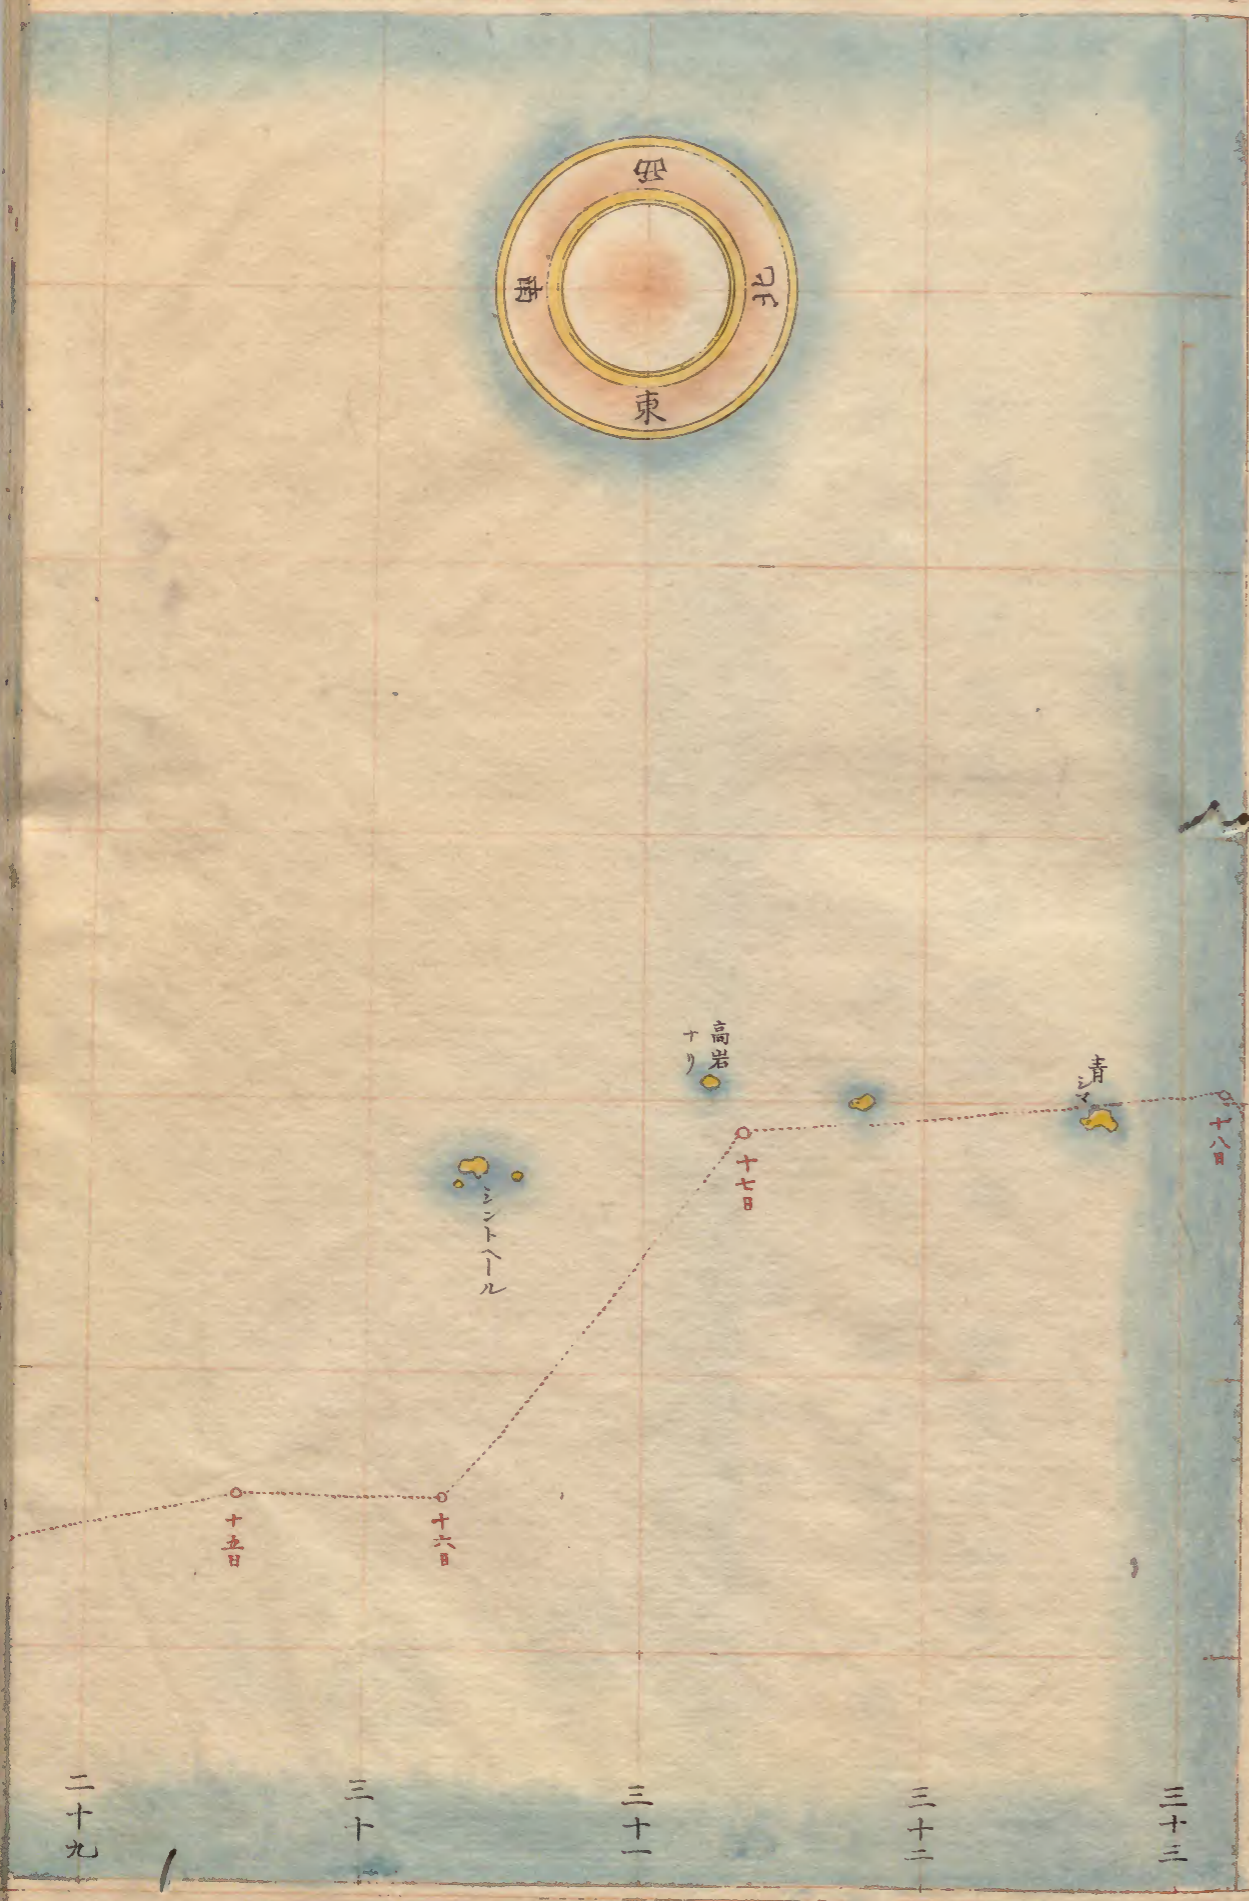 西
南
北
東
高岩
ナリ
青
シマ
シントヘール
十八日
十七日
十六日
十五日
三十三
三十二
三十一
三十
二十九